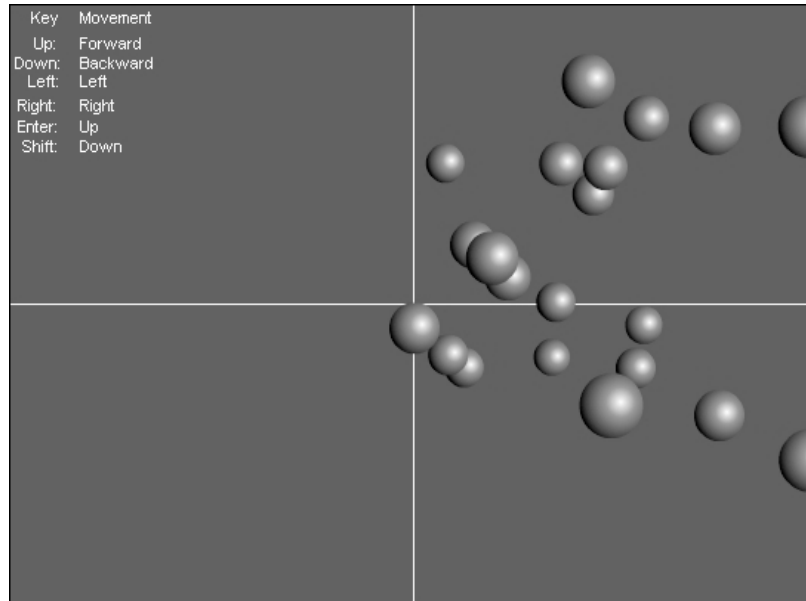 Key Movement
Up: Forward
Down: Backward
Left: Left
Right: Right
Enter: Up
Shift: Down